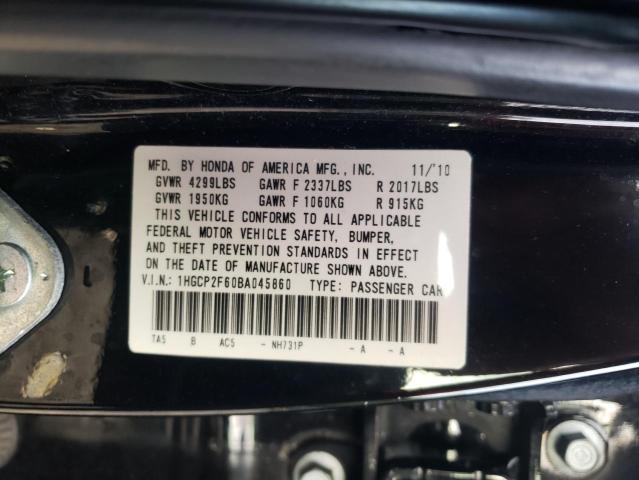 MFD. BY HONDA OF AMERICA MFG., INC. 11/'10
GVWR 4299LBS GAWR F 2337LBS R 2017LBS
GVWR 1950KG GAWR F 1060KG R 915KG
THIS VEHICLE CONFORMS TO ALL APPLICABLE
FEDERAL MOTOR VEHICLE SAFETY, BUMPER,
AND THEFT PREVENTION STANDARDS IN EFFECT
ON THE DATE OF MANUFACTURE SHOWN ABOVE.
V.I.N.: 1HGCP2F60BA045860 TYPE: PASSENGER CAR
TA5 B AC5 - NH731P - A - A